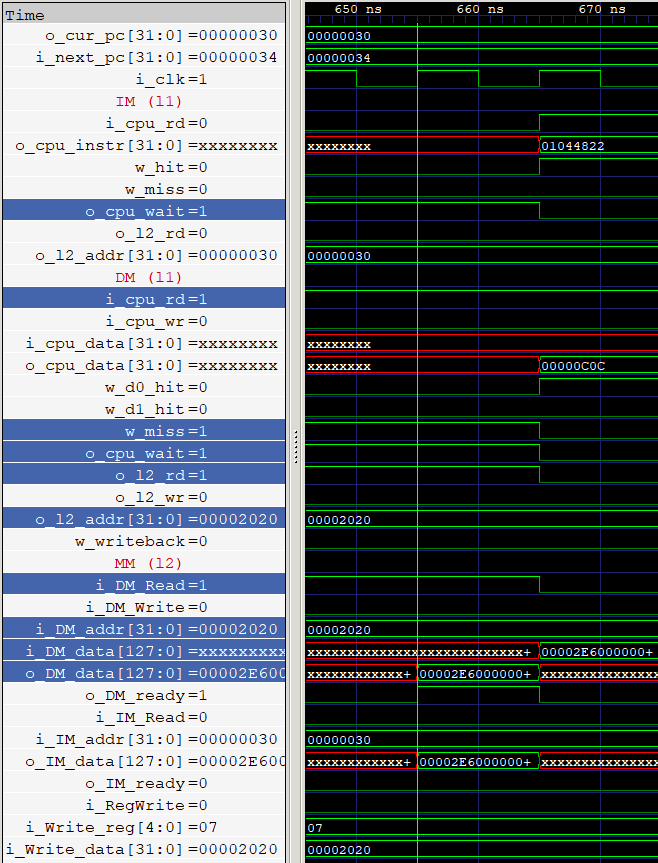 Time 650 ns 660 ns 670 ns
o_cur_pc[31:0]=00000030 00000030
i_next_pc[31:0]=00000034 00000034
i_clk=1
IM (l1)
i_cpu_rd=0
o_cpu_instr[31:0]=xxxxxxxx xxxxxxxx 01044822
w_hit=0
w_miss=0
o_cpu_wait=1
o_l2_rd=0
o_l2_addr[31:0]=00000030 00000030
DM (l1)
i_cpu_rd=1
i_cpu_wr=0
i_cpu_data[31:0]=xxxxxxxx xxxxxxxx
o_cpu_data[31:0]=xxxxxxxx xxxxxxxx 00000C0C
w_d0_hit=0
w_d1_hit=0
w_miss=1
o_cpu_wait=1
o_l2_rd=1
o_l2_wr=0
o_l2_addr[31:0]=00002020 00002020
w_writeback=0
MM (l2)
i_DM_Read=1
i_DM_Write=0
i_DM_addr[31:0]=00002020 00002020
i_DM_data[127:0]=xxxxxxxxx xxxxxxxxxxxxxxxxxxxxxxxxxxx+ 00002E6000000+
o_DM_data[127:0]=00002E600 xxxxxxxxxxxx+ 00002E6000000+ xxxxxxxxxxxxxxx
o_DM_ready=1
i_IM_Read=0
i_IM_addr[31:0]=00000030 00000030
o_IM_data[127:0]=00002E600 xxxxxxxxxxxx+ 00002E6000000+ xxxxxxxxxxxxxxx
o_IM_ready=0
i_RegWrite=0
i_Write_reg[4:0]=07 07
i_Write_data[31:0]=00002020 00002020